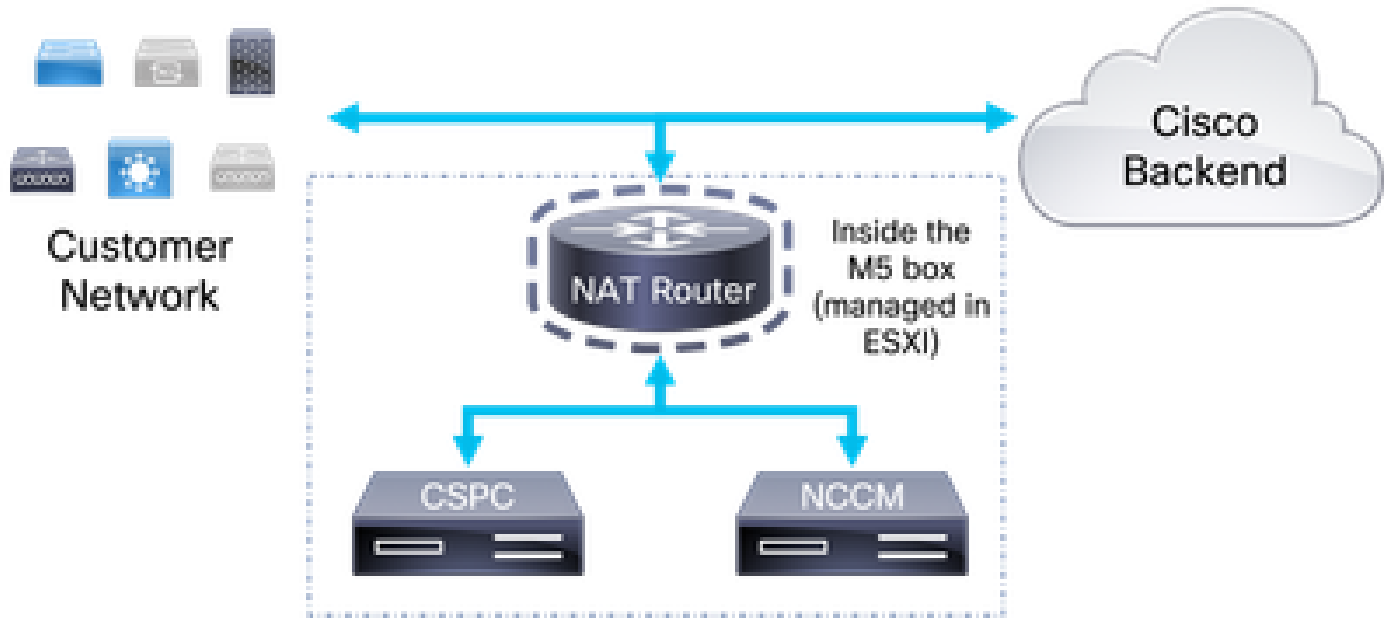 Customer
Network
Cisco
Backend
NAT Router
Inside the
M5 box
(managed in
ESXI)
CSPC
NCCM